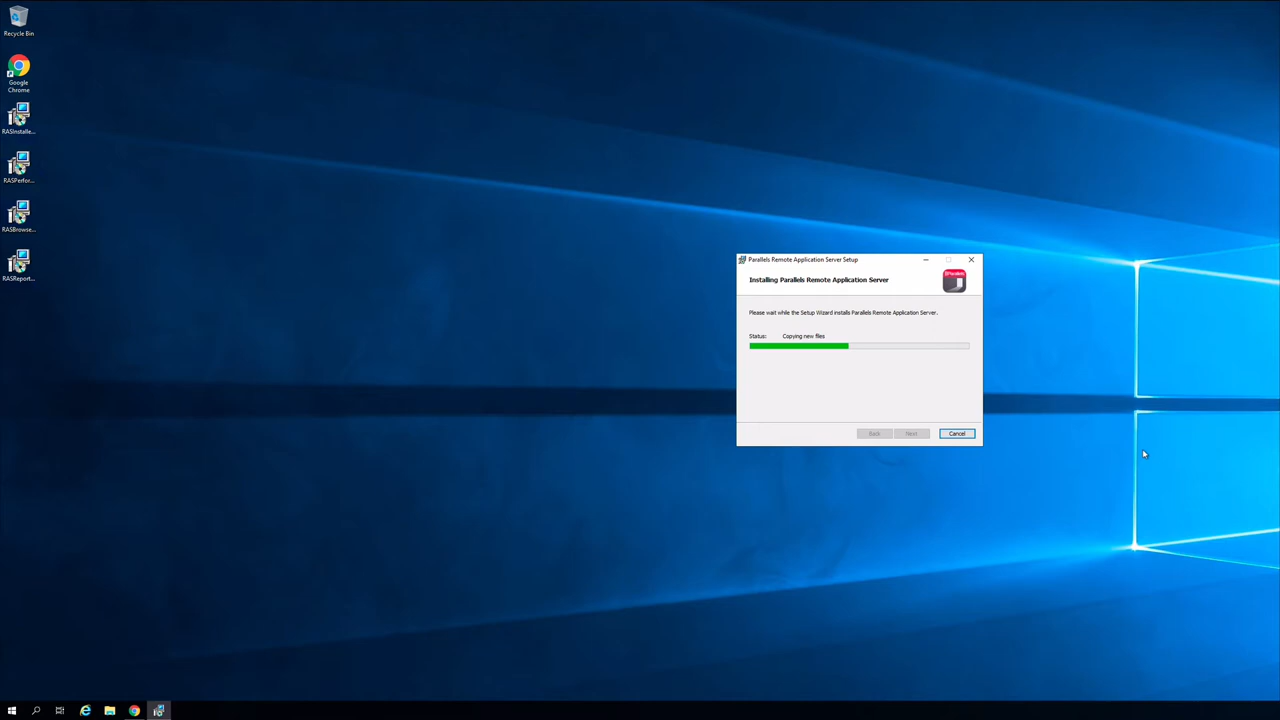 Recycle Bin
Google
Chrome
RASInstalle...
RASPerfor...
RASBrowse...
RASReport...
Parallels Remote Application Server Setup
Installing Parallels Remote Application Server
Parallels
Please wait while the Setup Wizard installs Parallels Remote Application Server.
Status: Copying new files
Back Next Cancel